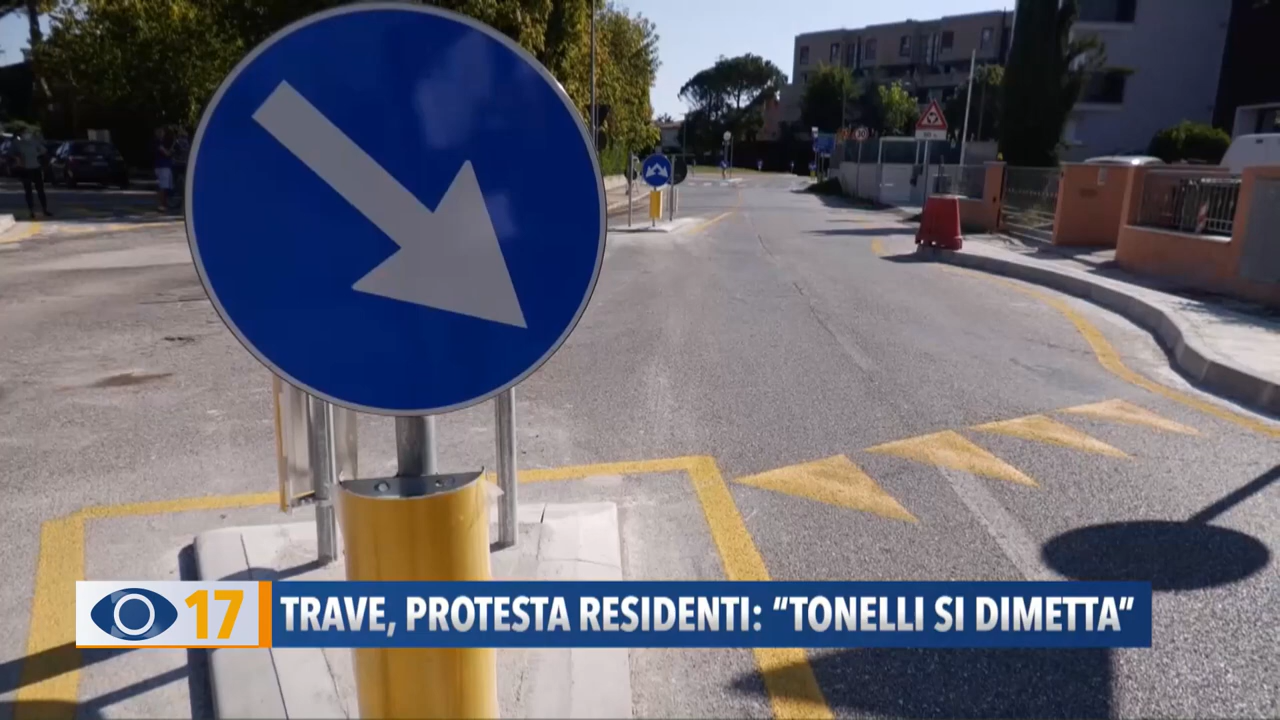 17
TRAVE, PROTESTA RESIDENTI: “TONELLI SI DIMETTA”